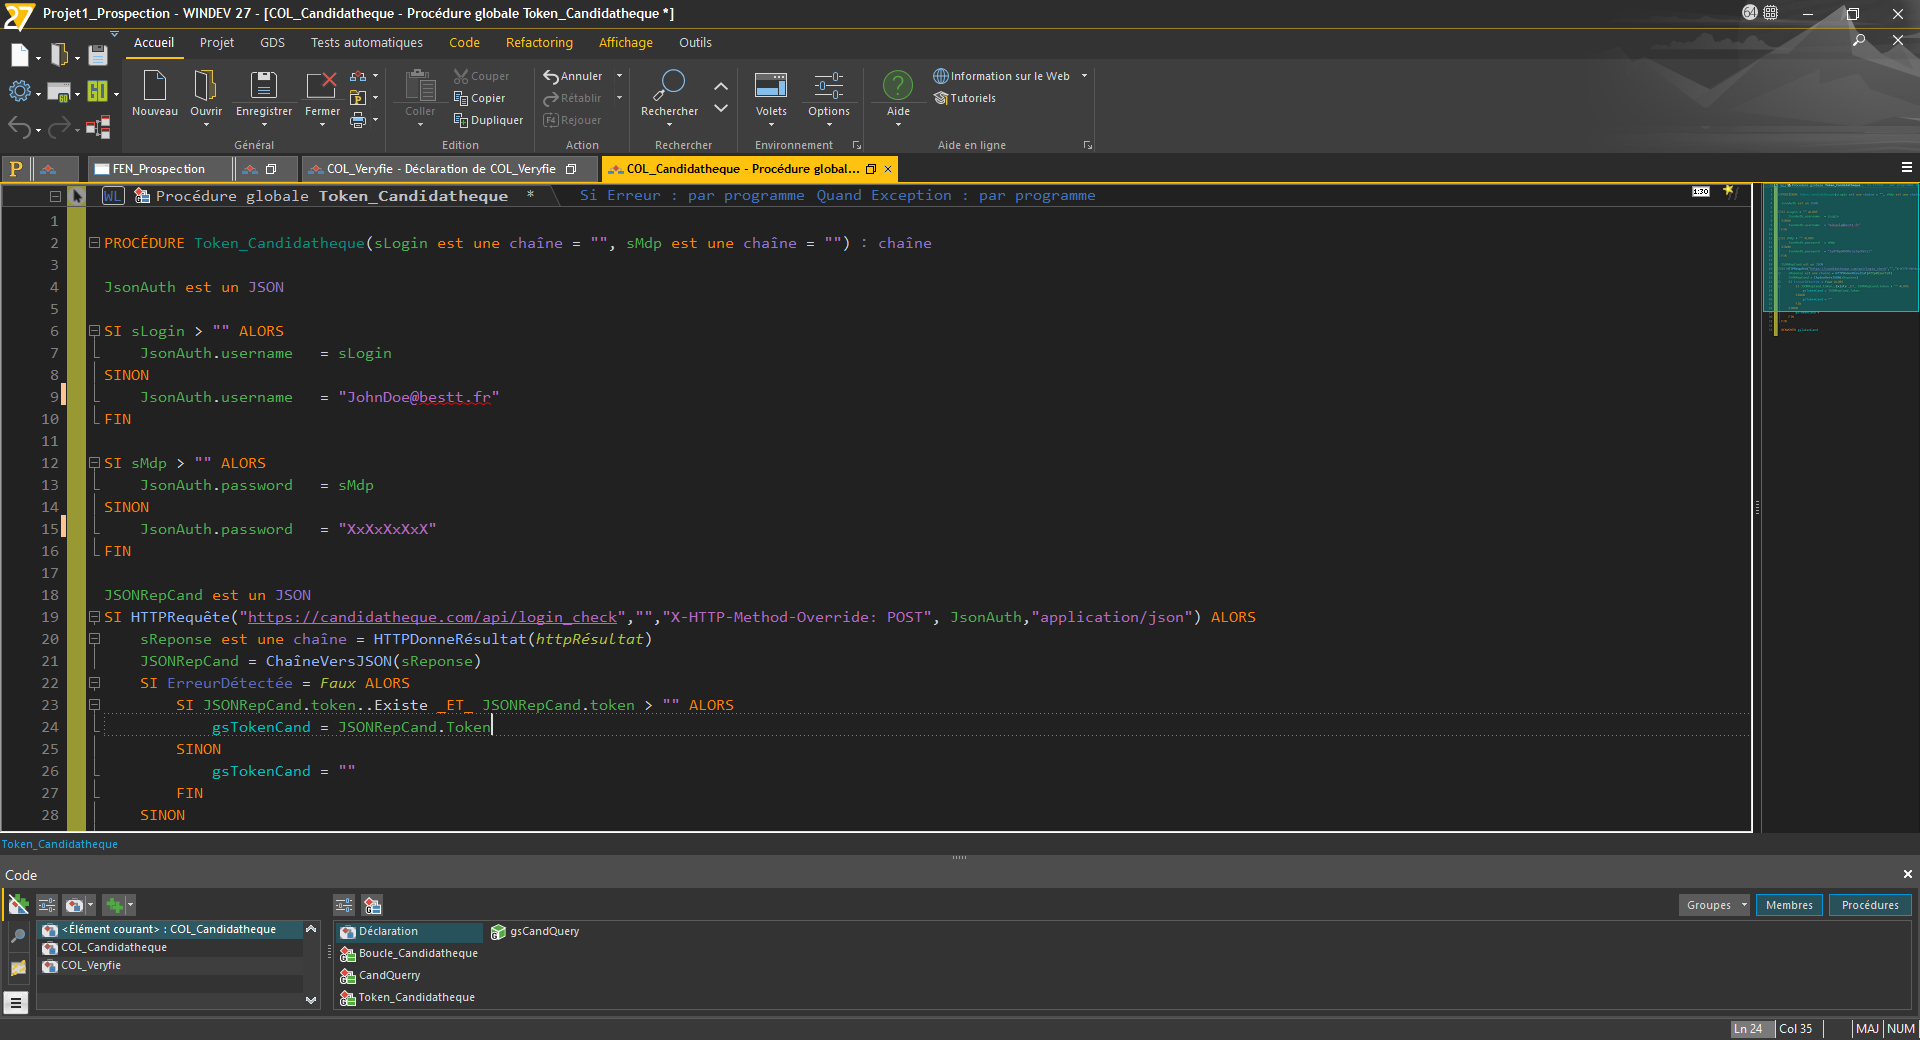 27 Projet1_Prospection - WINDEV 27 - [COL_Candidatheque - Procédure globale Token_Candidatheque *]
64
Accueil Projet GDS Tests automatiques Code Refactoring Affichage Outils
GO
GO
Nouveau Ouvrir Enregistrer Fermer
P
Général
Coller Couper
Copier
Dupliquer
Edition
Annuler
Rétablir
F4 Rejouer
Action
Rechercher
Rechercher
Volets Options
Environnement
Aide Information sur le Web
Tutoriels
Aide en ligne
P FEN_Prospection COL_Veryfie - Déclaration de COL_Veryfie COL_Candidatheque - Procédure global...
WL Procédure globale Token_Candidatheque * Si Erreur : par programme Quand Exception : par programme 1:30
1
2 PROCÉDURE Token_Candidatheque(sLogin est une chaîne = "", sMdp est une chaîne = "") : chaîne
3
4 JsonAuth est un JSON
5
6 SI sLogin > "" ALORS
7 JsonAuth.username = sLogin
8 SINON
9 JsonAuth.username = "JohnDoe@bestt.fr"
10 FIN
11
12 SI sMdp > "" ALORS
13 JsonAuth.password = sMdp
14 SINON
15 JsonAuth.password = "XxXxXxXxX"
16 FIN
17
18 JSONRepCand est un JSON
19 SI HTTPRequête("https://candidatheque.com/api/login_check","","X-HTTP-Method-Override: POST", JsonAuth,"application/json") ALORS
20 sReponse est une chaîne = HTTPDonneRésultat(httpRésultat)
21 JSONRepCand = ChaîneVersJSON(sReponse)
22 SI ErreurDétectée = Faux ALORS
23 SI JSONRepCand.token..Existe _ET_ JSONRepCand.token > "" ALORS
24 gsTokenCand = JSONRepCand.Token
25 SINON
26 gsTokenCand = ""
27 FIN
28 SINON
Token_Candidatheque
Code
Groupes Membres Procédures
<Élément courant> : COL_Candidatheque
COL_Candidatheque
COL_Veryfie
Déclaration gsCandQuery
Boucle_Candidatheque
CandQuerry
Token_Candidatheque
Ln 24 Col 35 MAJ NUM